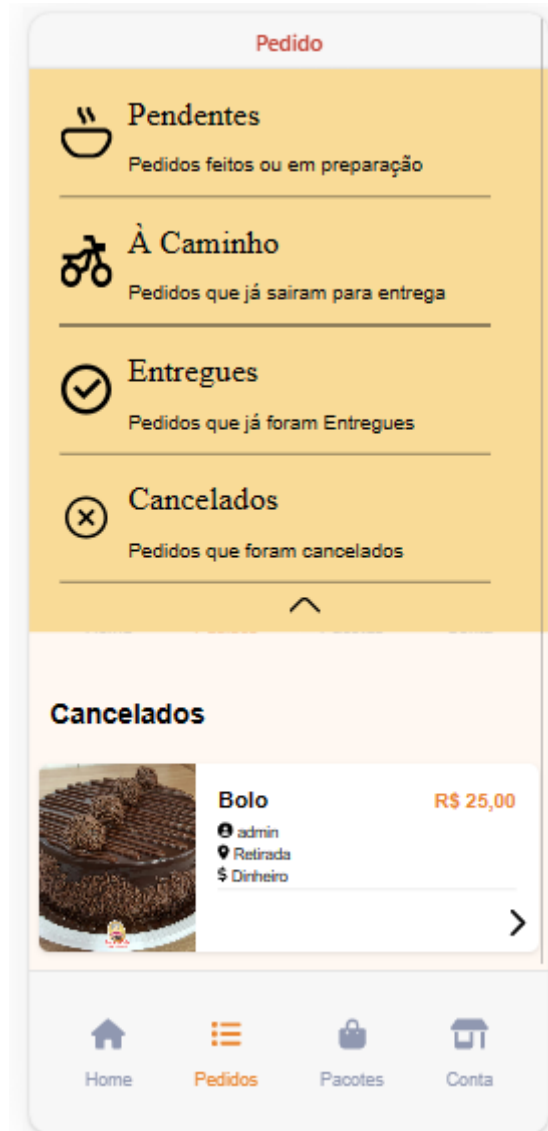 Pedido
Pendentes
Pedidos feitos ou em preparação
À Caminho
Pedidos que já sairam para entrega
Entregues
Pedidos que já foram Entregues
Cancelados
Pedidos que foram cancelados
Cancelados
Bolo R$ 25,00
admin
Retirada
$ Dinheiro
Home Pedidos Pacotes Conta